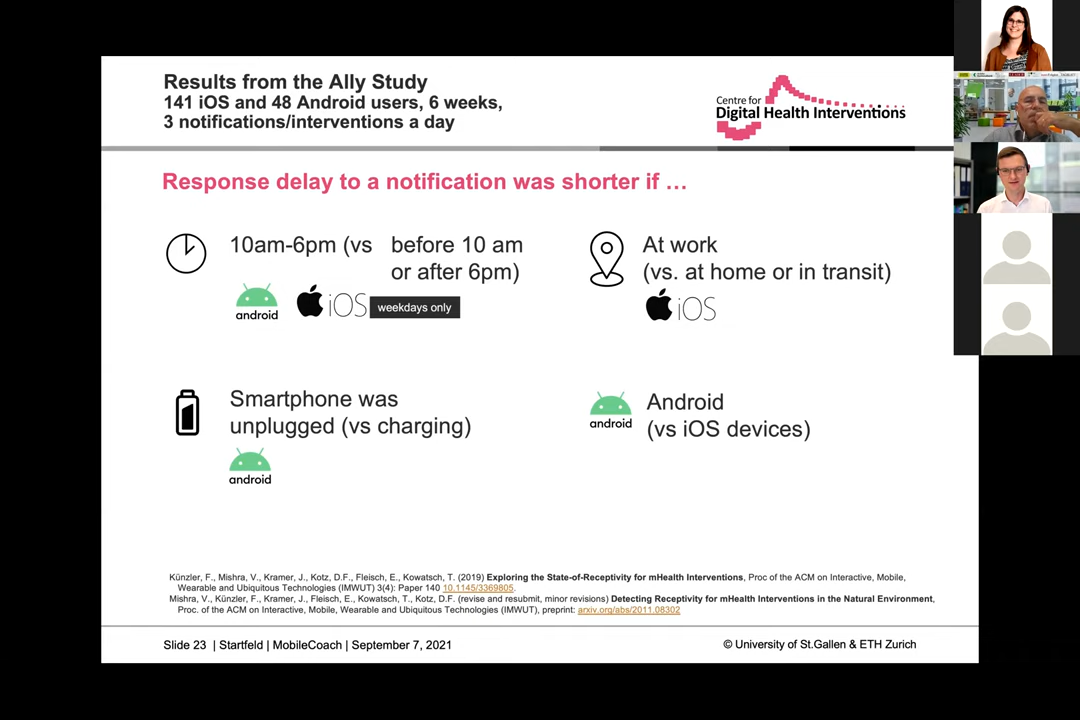 Results from the Ally Study
141 iOS and 48 Android users, 6 weeks,
3 notifications/interventions a day
Centre for
Digital Health Interventions
Response delay to a notification was shorter if …
10am-6pm (vs before 10 am
or after 6pm)
android
iOS
weekdays only
At work
(vs. at home or in transit)
iOS
Smartphone was
unplugged (vs charging)
android
android
Android
(vs iOS devices)
Künzler, F., Mishra, V., Kramer, J., Kotz, D.F., Fleisch, E., Kowatsch, T. (2019) Exploring the State-of-Receptivity for mHealth Interventions, Proc of the ACM on Interactive, Mobile,
Wearable and Ubiquitous Technologies (IMWUT) 3(4): Paper 140 10.1145/3369805.
Mishra, V., Künzler, F., Kramer, J., Fleisch, E., Kowatsch, T., Kotz, D.F. (revise and resubmit, minor revisions) Detecting Receptivity for mHealth Interventions in the Natural Environment,
Proc. of the ACM on Interactive, Mobile, Wearable and Ubiquitous Technologies (IMWUT), preprint: arxiv.org/abs/2011.08302
Slide 23 | Startfeld | MobileCoach | September 7, 2021
© University of St.Gallen & ETH Zurich